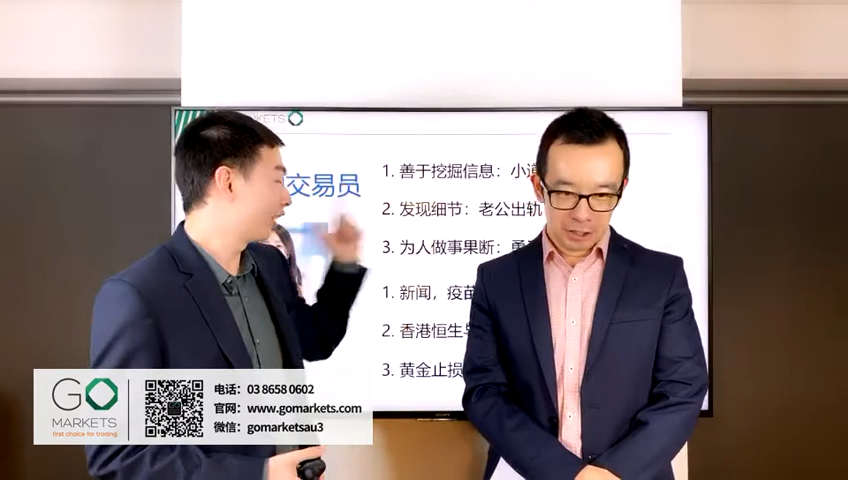 KETS
交易员
1. 善于挖掘信息：小道
2. 发现细节：老公出轨
3. 为人做事果断：勇
1. 新闻，疫苗
2. 香港恒生
3. 黄金止损
GO
MARKETS
first choice for trading
电话：03 8658 0602
官网：www.gomarkets.com
微信：gomarketsau3